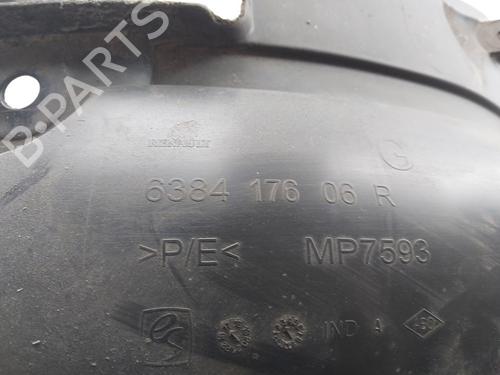 B-PARTS
RENAULT
G
6384 176 06 R
>P/E< MP7593
IND A